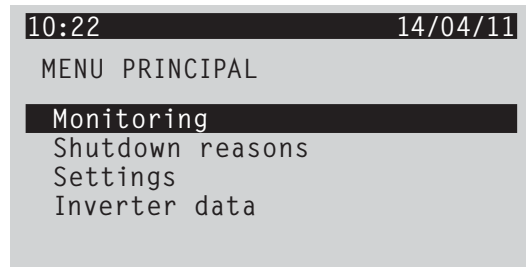 10:22 14/04/11
MENU PRINCIPAL
Monitoring
Shutdown reasons
Settings
Inverter data